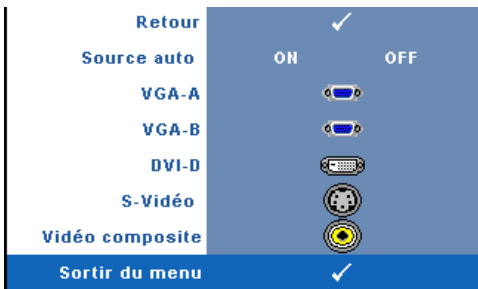 Retour
Source auto ON OFF
VGA-A
VGA-B
DVI-D
S-Vidéo
Vidéo composite
Sortir du menu